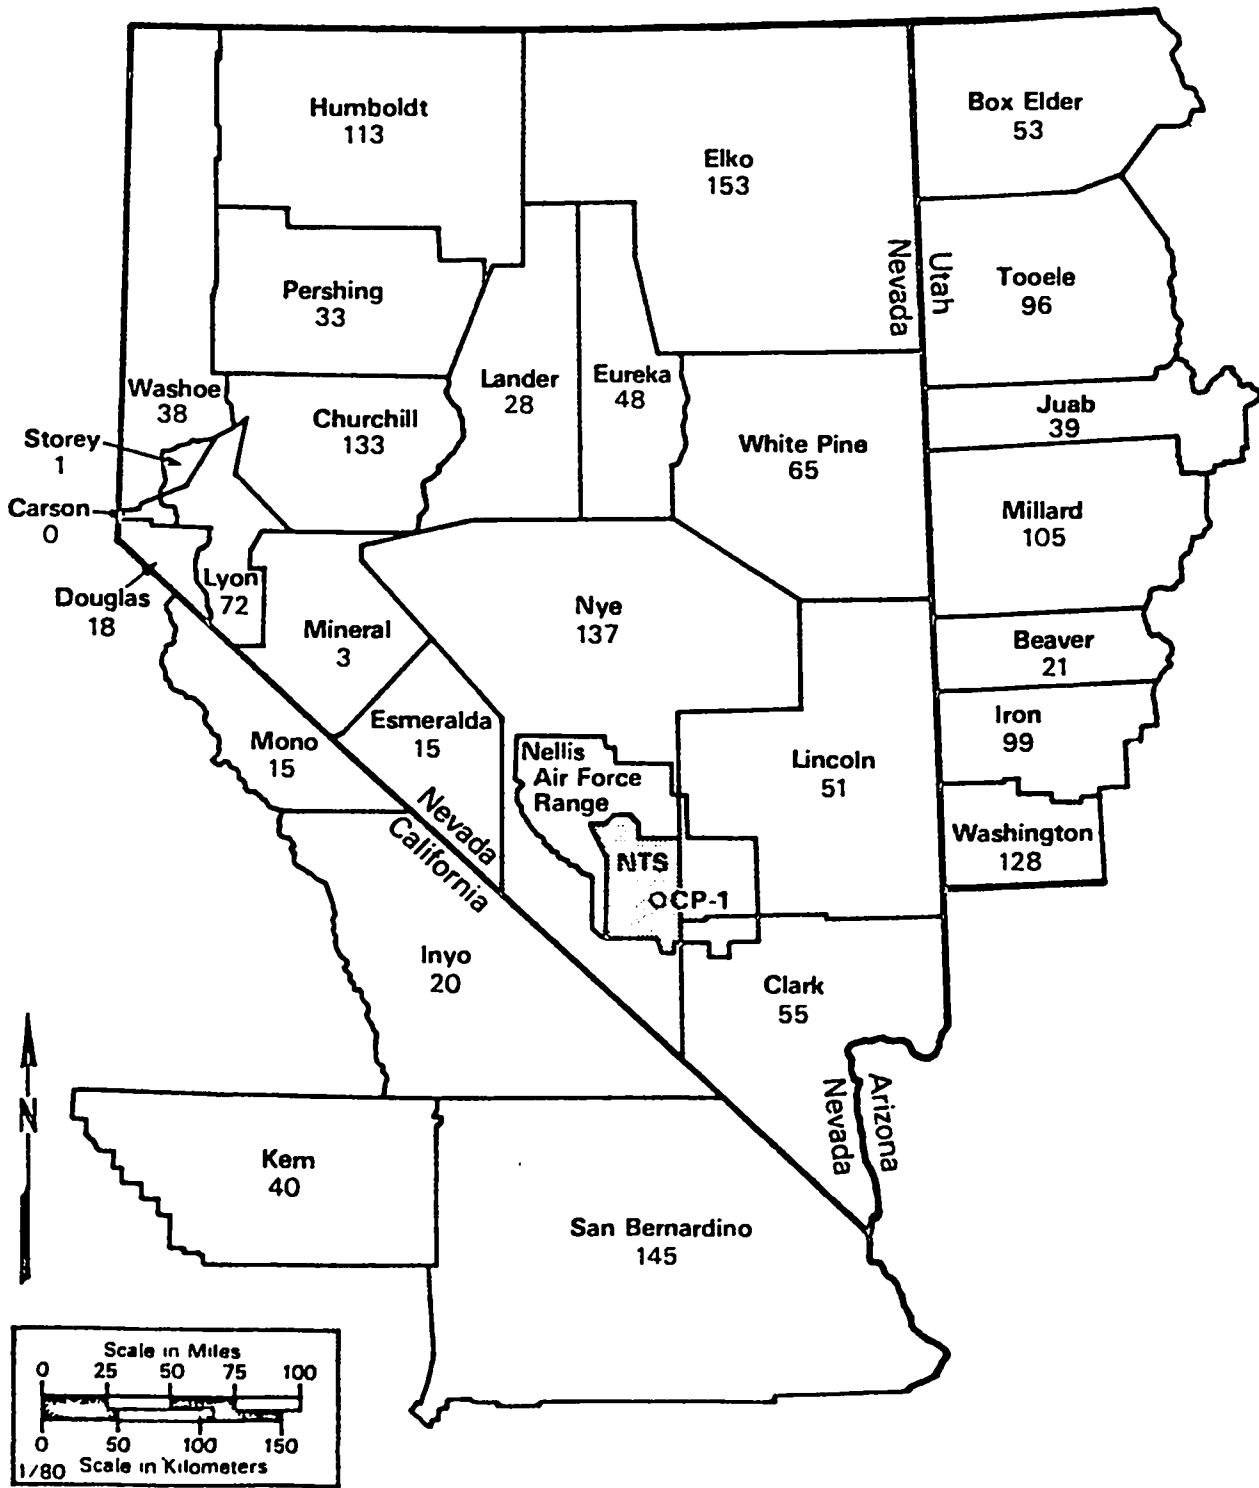 Humboldt
113
Elko
153
Box Elder
53
Pershing
33
Nevada
Utah
Tooele
96
Washoe
38
Lander
28
Eureka
48
Churchill
133
Juab
39
Storey
1
White Pine
65
Carson
0
Millard
105
Lyon
72
Douglas
18
Nye
137
Mineral
3
Beaver
21
Esmeralda
15
Iron
99
Mono
15
Nellis
Air Force
Range
Lincoln
51
Nevada
California
Washington
128
NTS
CP-1
Inyo
20
Clark
55
N
Nevada
Arizona
Kern
40
San Bernardino
145
Scale in Miles
0 25 50 75 100
0 50 100 150
1/80 Scale in Kilometers